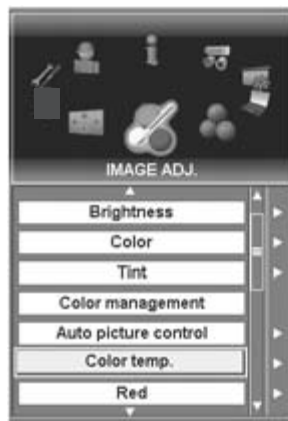 IMAGE ADJ.
Brightness
Color
Tint
Color management
Auto picture control
Color temp.
Red